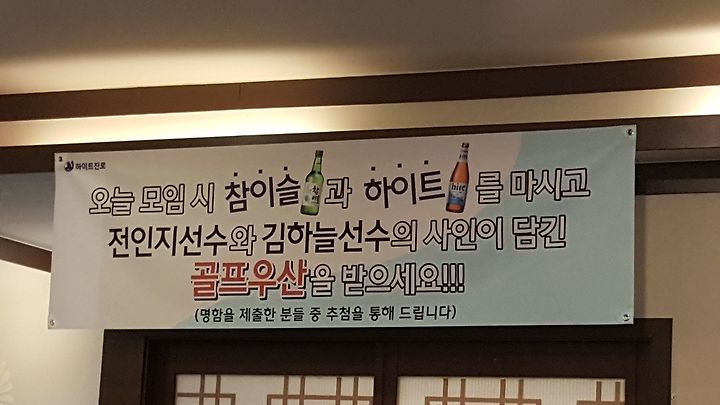 하이트진로
오늘 모임 시 참이슬과 하이트를 마시고
전인지선수와 김하늘선수의 사인이 담긴
골프우산을 받으세요!!!
(명함을 제출한 분들 중 추첨을 통해 드립니다)